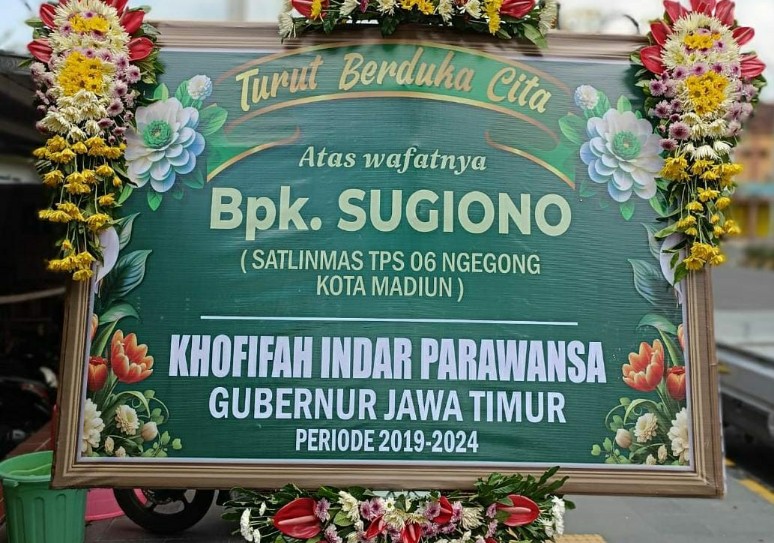 Turut Berduka Cita
Atas wafatnya
Bpk. SUGIONO
( SATLINMAS TPS 06 NGEGONG
KOTA MADIUN )
KHOFIFAH INDAR PARAWANSA
GUBERNUR JAWA TIMUR
PERIODE 2019-2024